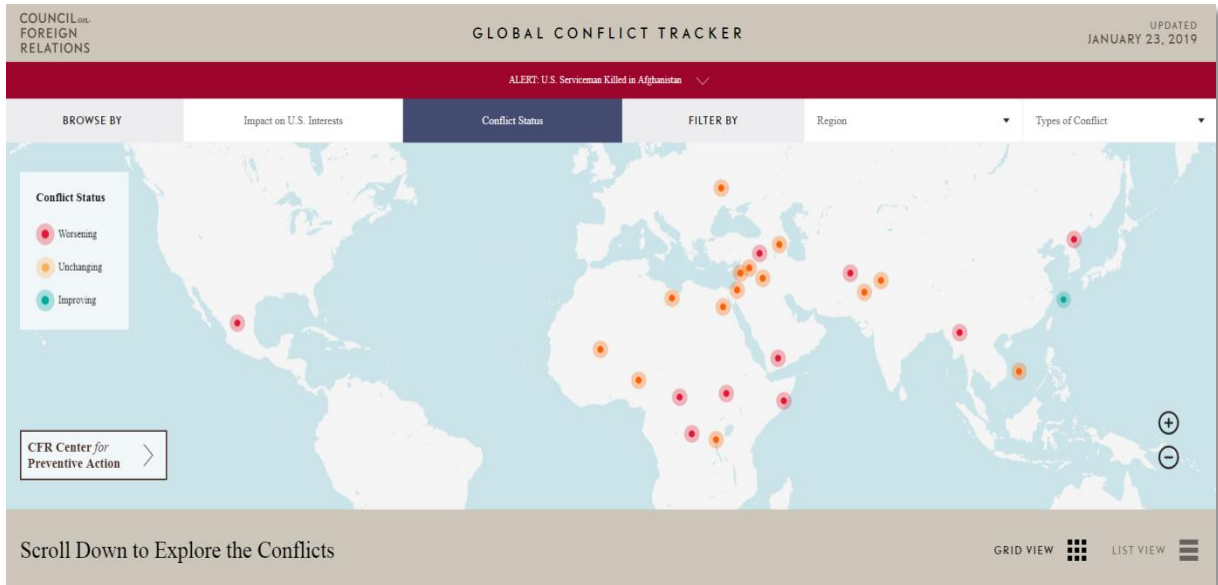 COUNCIL on
FOREIGN
RELATIONS
GLOBAL CONFLICT TRACKER
UPDATED
JANUARY 23, 2019
ALERT: U.S. Serviceman Killed in Afghanistan
BROWSE BY
Impact on U.S. Interests
Conflict Status
FILTER BY
Region
Types of Conflict
Conflict Status
Worsening
Unchanging
Improving
CFR Center for
Preventive Action
Scroll Down to Explore the Conflicts
GRID VIEW
LIST VIEW